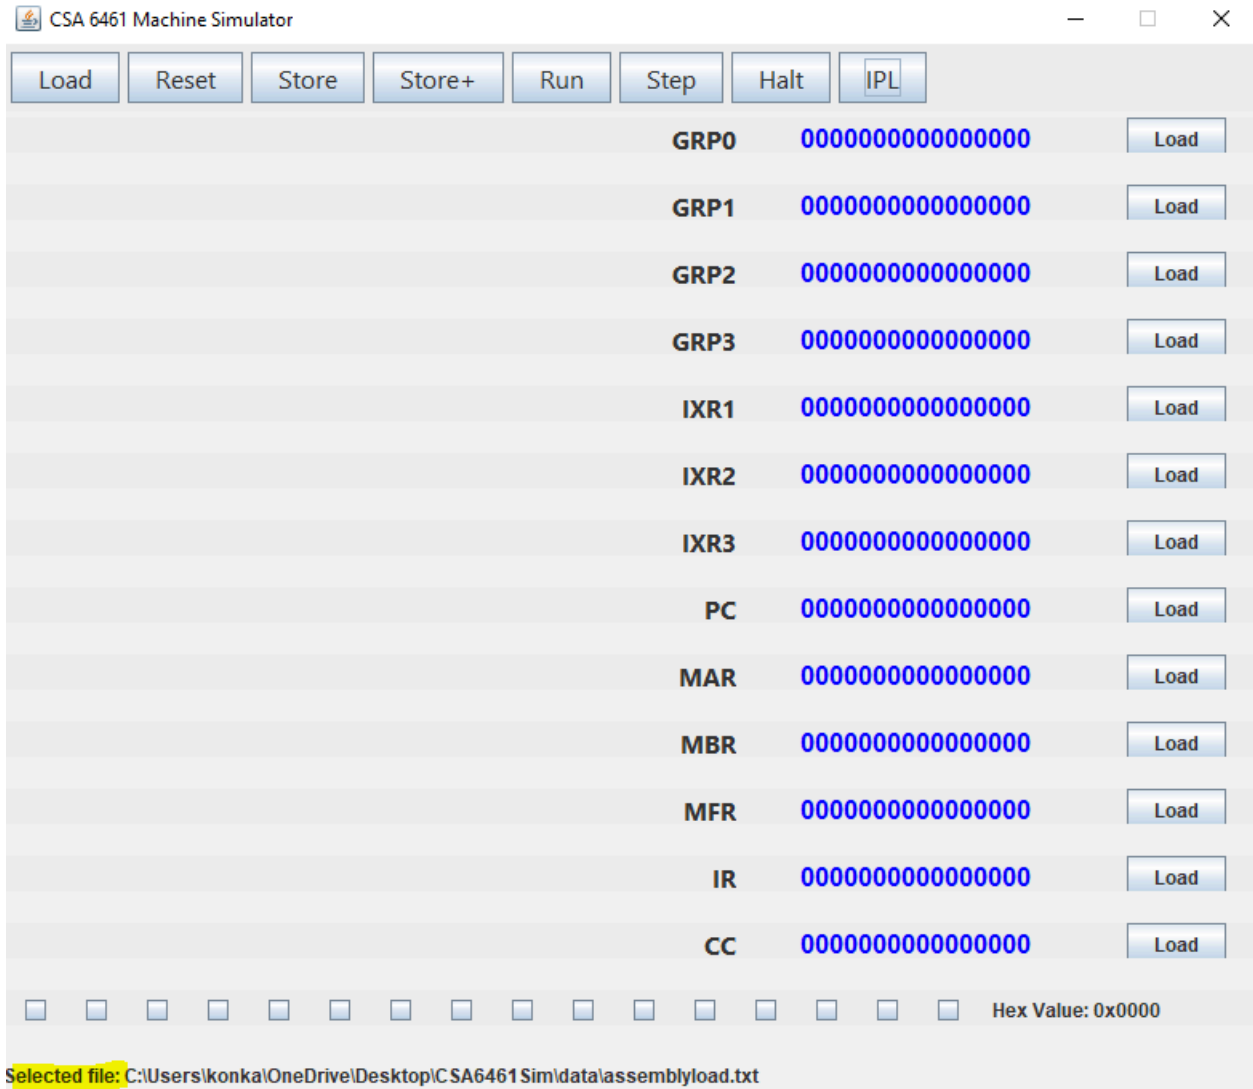 CSA 6461 Machine Simulator
Load Reset Store Store+ Run Step Halt IPL
GRP0 0000000000000000 Load
GRP1 0000000000000000 Load
GRP2 0000000000000000 Load
GRP3 0000000000000000 Load
IXR1 0000000000000000 Load
IXR2 0000000000000000 Load
IXR3 0000000000000000 Load
PC 0000000000000000 Load
MAR 0000000000000000 Load
MBR 0000000000000000 Load
MFR 0000000000000000 Load
IR 0000000000000000 Load
CC 0000000000000000 Load
Hex Value: 0x0000
Selected file: C:\Users\konka\OneDrive\Desktop\CSA6461Sim\data\assemblyload.txt